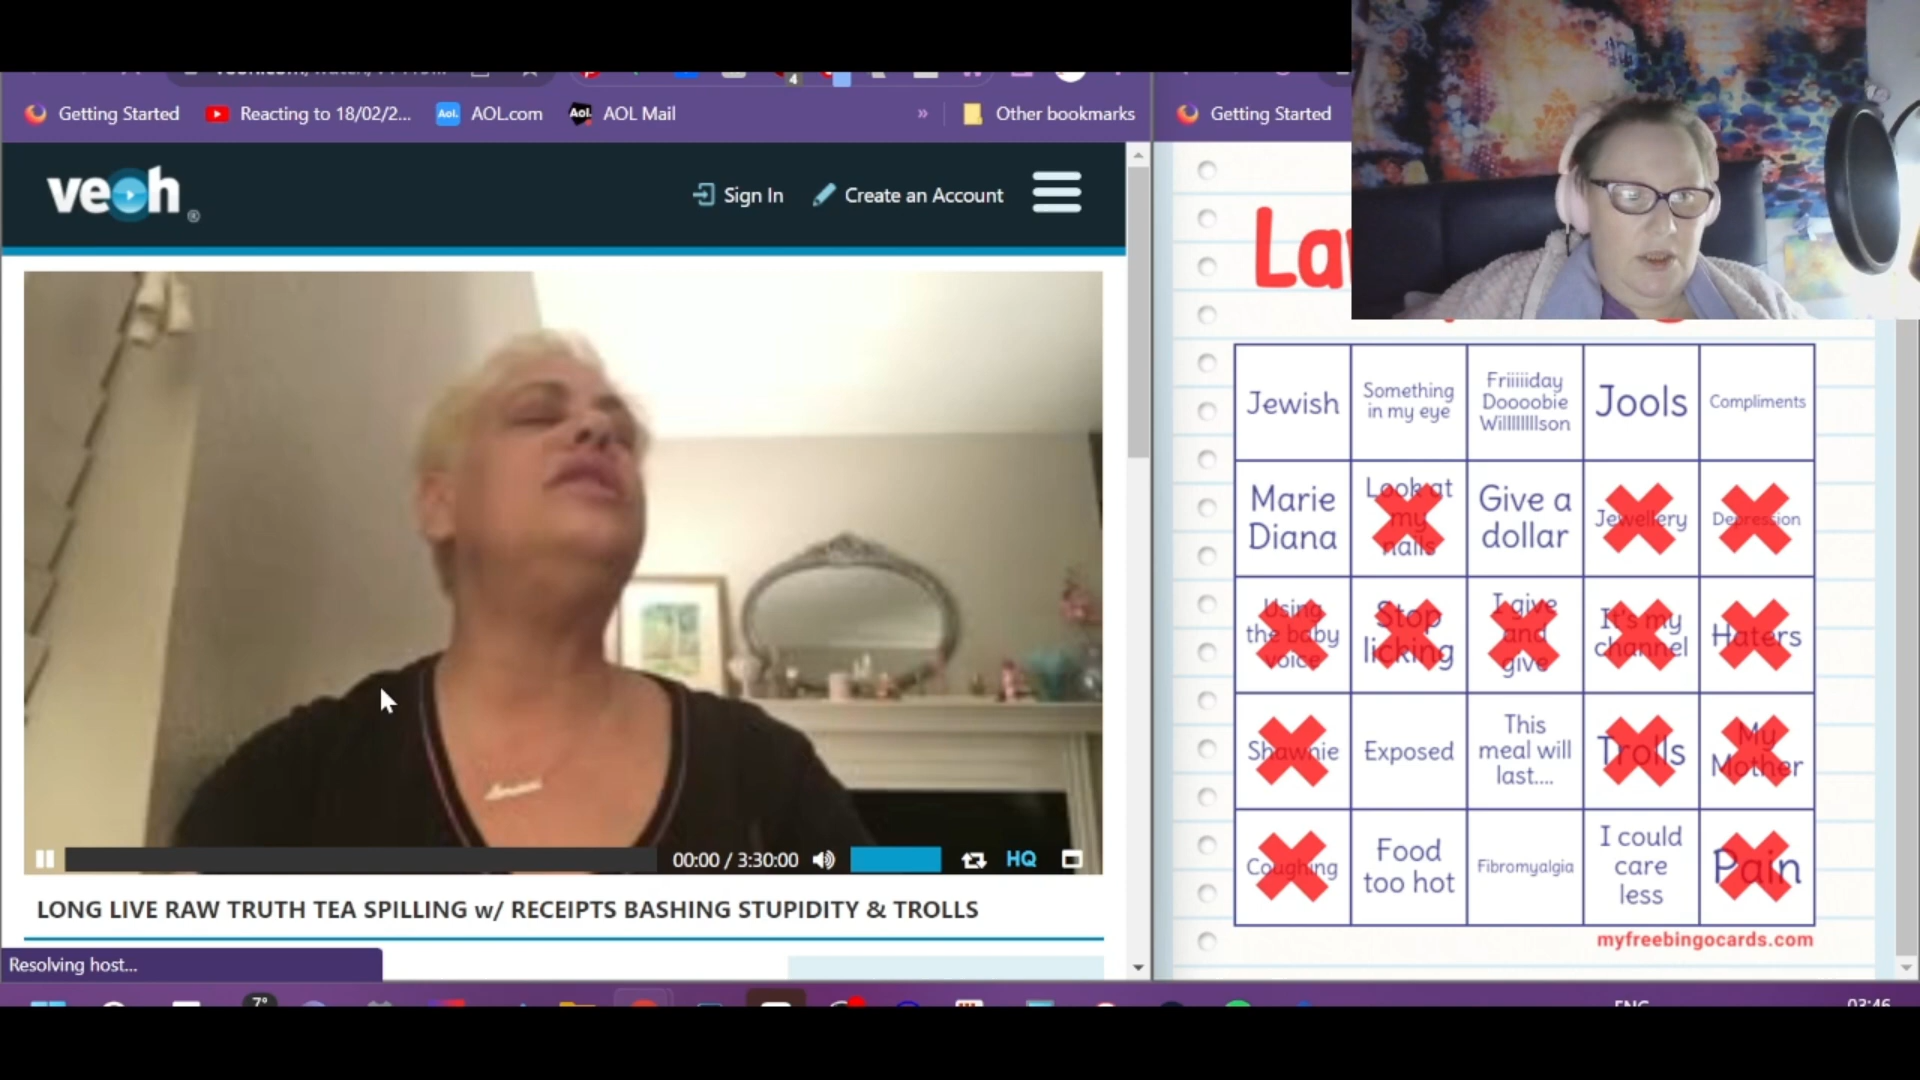 Getting Started
Reacting to 18/02/2...
AOL.com
AOL Mail
»
Other bookmarks
Getting Started
veoh
Sign In
Create an Account
Jewish
Something
in my eye
Friiiiiday
Dooooobie
Jools
Compliments
Marie
Diana
Look at
my
nails
Give a
dollar
Jewellery
Depression
Using
the baby
voice
Stop
licking
I give
and
give
It's my
channel
Haters
Shawnie
Exposed
This
meal will
last....
Trolls
My
Mother
Coughing
Food
too hot
Fibromyalgia
I could
care
less
Pain
myfreebingocards.com
00:00 / 3:30:00
HQ
LONG LIVE RAW TRUTH TEA SPILLING w/ RECEIPTS BASHING STUPIDITY & TROLLS
Resolving host...
7°